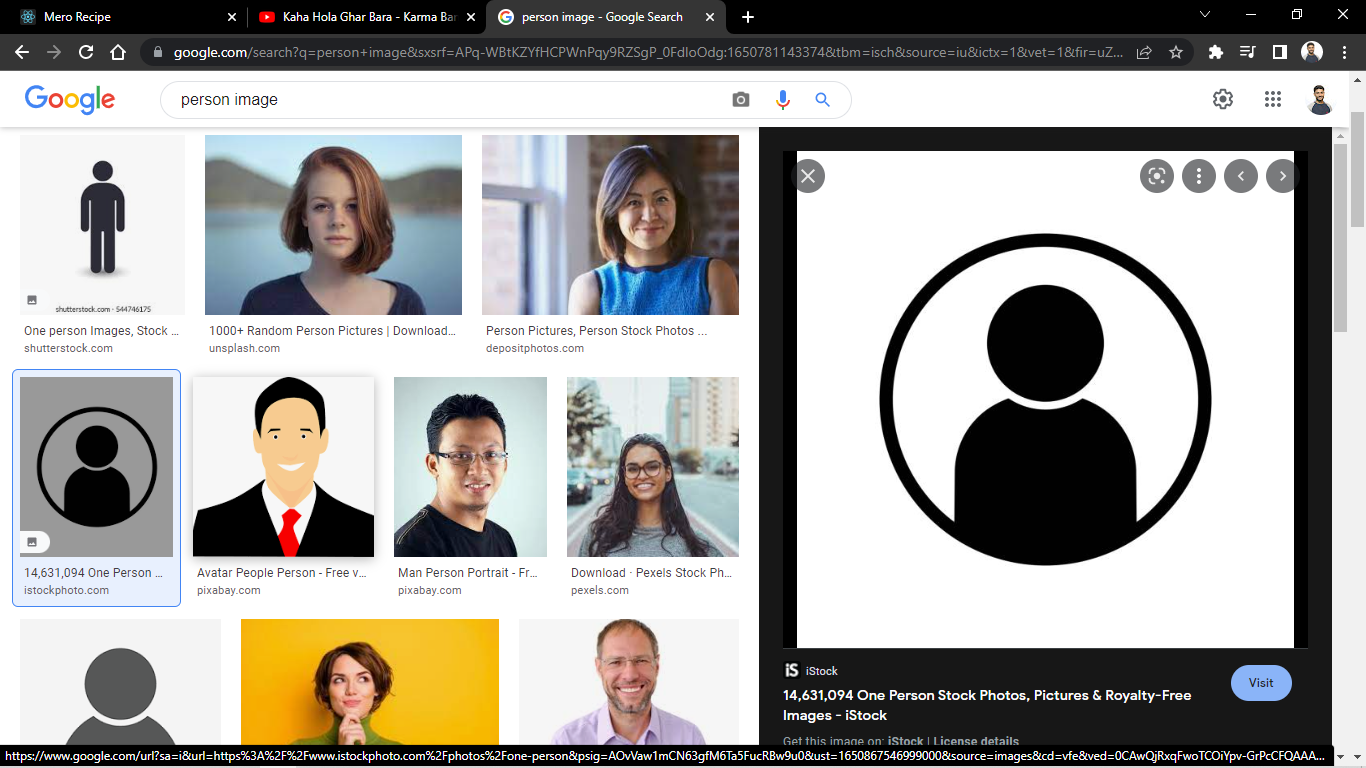 Mero Recipe
Kaha Hola Ghar Bara - Karma Bar
person image - Google Search
google.com/search?q=person+image&sxsrf=APq-WBtKZYfHCPWnPqy9RZSgP_0FdIoOdg:1650781143374&tbm=isch&source=iu&ictx=1&vet=1&fir=uZ...
Google
person image
shutterstock.com · 544746175
One person Images, Stock ...
shutterstock.com
1000+ Random Person Pictures | Download...
unsplash.com
Person Pictures, Person Stock Photos ...
depositphotos.com
14,631,094 One Person ...
istockphoto.com
Avatar People Person - Free v...
pixabay.com
Man Person Portrait - Fr...
pixabay.com
Download · Pexels Stock Ph...
pexels.com
iS iStock
14,631,094 One Person Stock Photos, Pictures & Royalty-Free
Images - iStock
Visit
Get this image on: iStock | License details
https://www.google.com/url?sa=i&url=https%3A%2F%2Fwww.istockphoto.com%2Fphotos%2Fone-person&psig=AOvVaw1mCN63gfM6Ta5FucRBw9u0&ust=1650867546999000&source=images&cd=vfe&ved=0CAwQjRxqFwoTCOiYpv-GrPcCFQAAA...